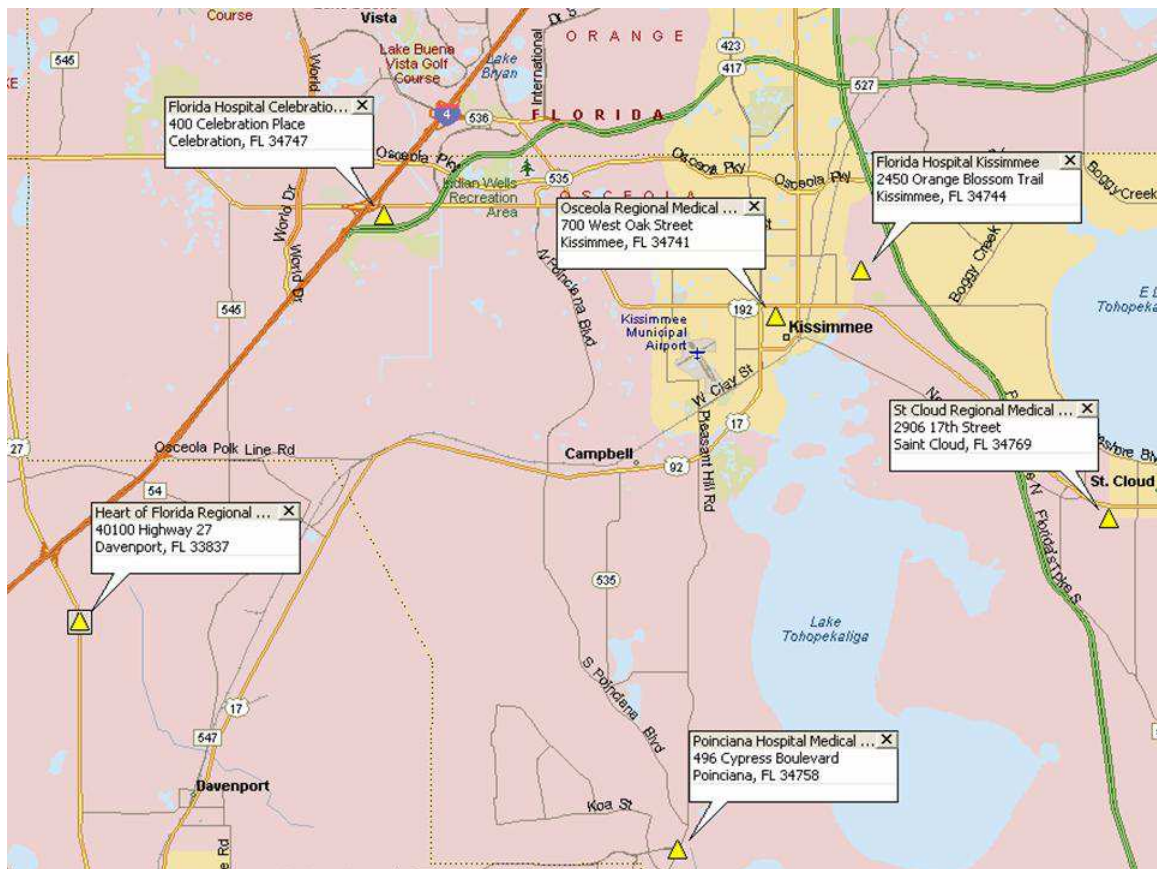 Course
Vista
Dr S
545
World
Lake Buena
Vista Golf
Course
Lake
Bryan
International
ORANGE
423
417
527
4
536
FLORIDA
Florida Hospital Celebratio...
400 Celebration Place
Celebration, FL 34747
Osceola Pky
535
Osceola Pky
Osceola Pky
Indian Wells
Recreation
Area
OSCEOLA
Florida Hospital Kissimmee
2450 Orange Blossom Trail
Kissimmee, FL 34744
Boggy Creek
Osceola Regional Medical ...
700 West Oak Street
Kissimmee, FL 34741
World Dr
World Dr
545
N Poinciana Blvd
Boggy Creek
E L
Tohopeka
192
Kissimmee
Kissimmee
Municipal
Airport
W Clay St
17
Pleasant Hill Rd
St Cloud Regional Medical ...
2906 17th Street
Saint Cloud, FL 34769
27
Osceola Polk Line Rd
Campbell
92
St. Cloud
54
Heart of Florida Regional ...
40100 Highway 27
Davenport, FL 33837
535
Florida's Tpke S
Lake
Tohopekaliga
S Poinciana Blvd
17
547
Davenport
Poinciana Hospital Medical ...
496 Cypress Boulevard
Poinciana, FL 34758
Koa St
e Rd